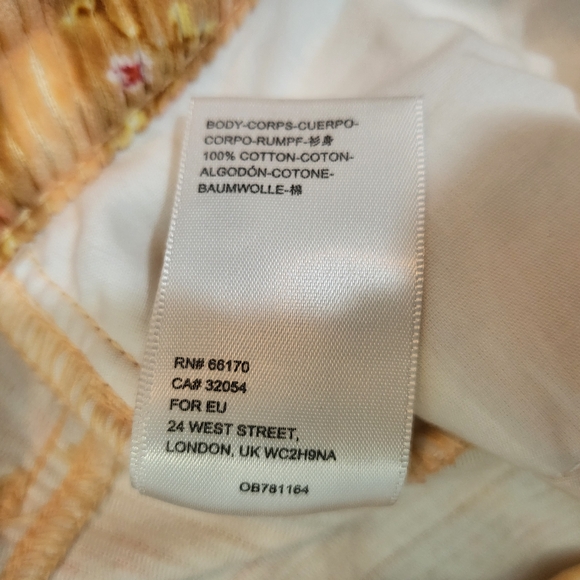 BODY-CORPS-CUERPO-
CORPO-RUMPF-衫身
100% COTTON-COTON-
ALGODÓN-COTONE-
BAUMWOLLE-棉
RN# 66170
CA# 32054
FOR EU
24 WEST STREET,
LONDON, UK WC2H9NA
OB781164